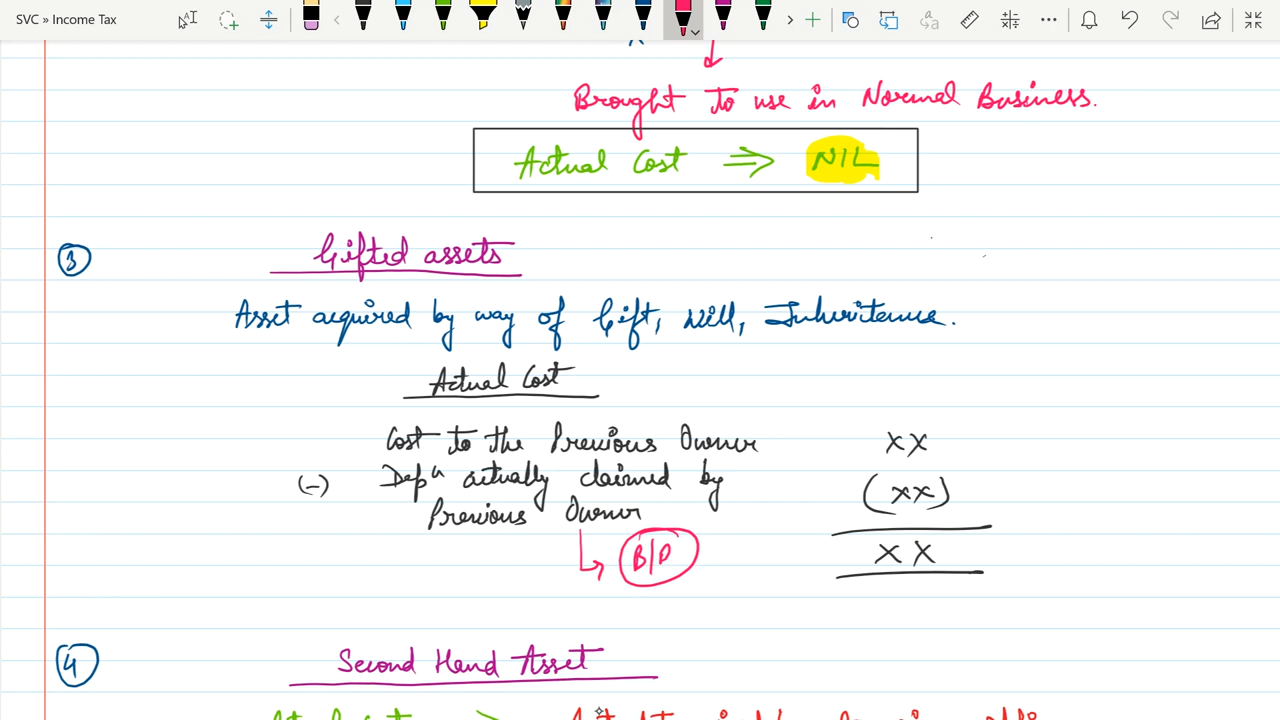 SVC » Income Tax
Brought to use in Normal Business.
Actual Cost ⇒ NIL
3 Gifted assets
Asset acquired by way of Gift, Will, Inheritance.
Actual Cost
Cost to the Previous Owner XX
(-) Depⁿ actually claimed by (XX)
Previous Owner
B/P XX
4 Second Hand Asset